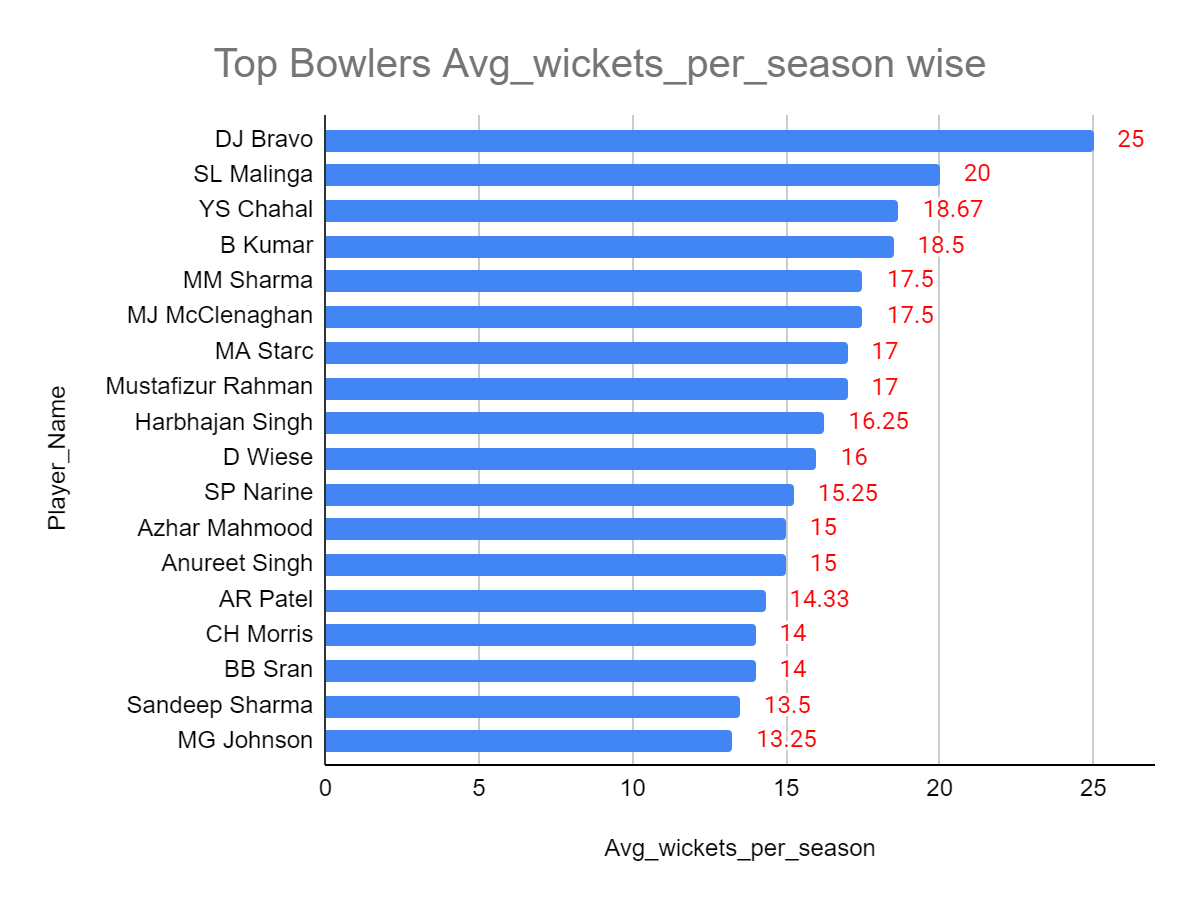 Top Bowlers Avg_wickets_per_season wise
Player_Name
DJ Bravo 25
SL Malinga 20
YS Chahal 18.67
B Kumar 18.5
MM Sharma 17.5
MJ McClenaghan 17.5
MA Starc 17
Mustafizur Rahman 17
Harbhajan Singh 16.25
D Wiese 16
SP Narine 15.25
Azhar Mahmood 15
Anureet Singh 15
AR Patel 14.33
CH Morris 14
BB Sran 14
Sandeep Sharma 13.5
MG Johnson 13.25
0 5 10 15 20 25
Avg_wickets_per_season